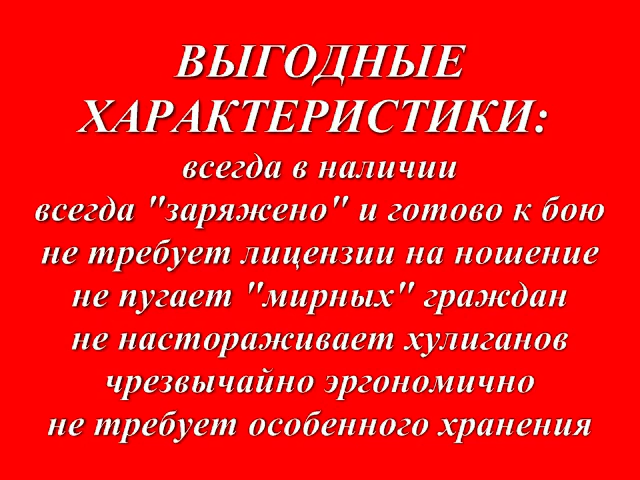 ВЫГОДНЫЕ
ХАРАКТЕРИСТИКИ:
всегда в наличии
всегда "заряжено" и готово к бою
не требует лицензии на ношение
не пугает "мирных" граждан
не настораживает хулиганов
чрезвычайно эргономично
не требует особенного хранения